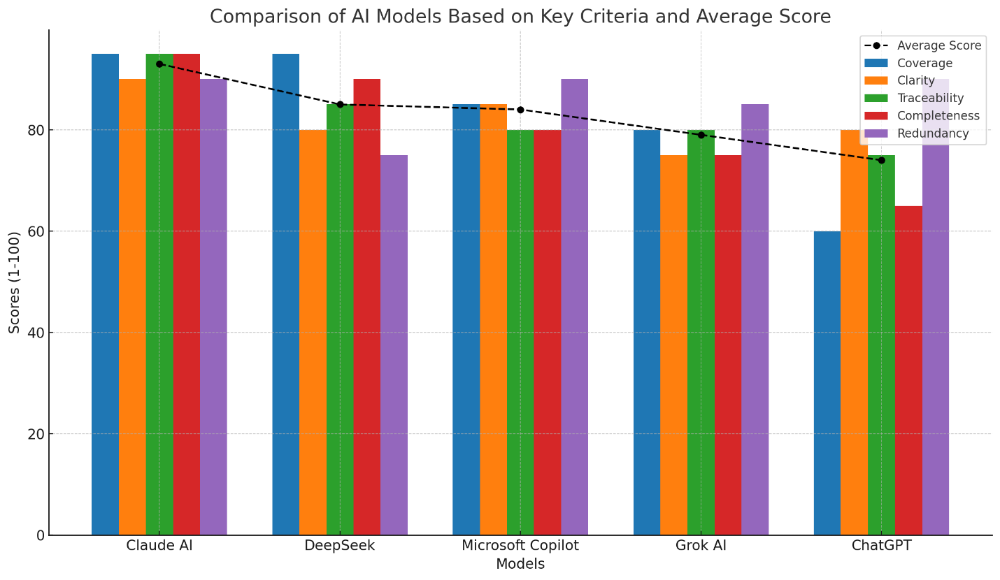 Comparison of AI Models Based on Key Criteria and Average Score
Average Score
Coverage
Clarity
Traceability
Completeness
Redundancy
Scores (1-100)
80
60
40
20
0
Claude AI
DeepSeek
Microsoft Copilot
Grok AI
ChatGPT
Models